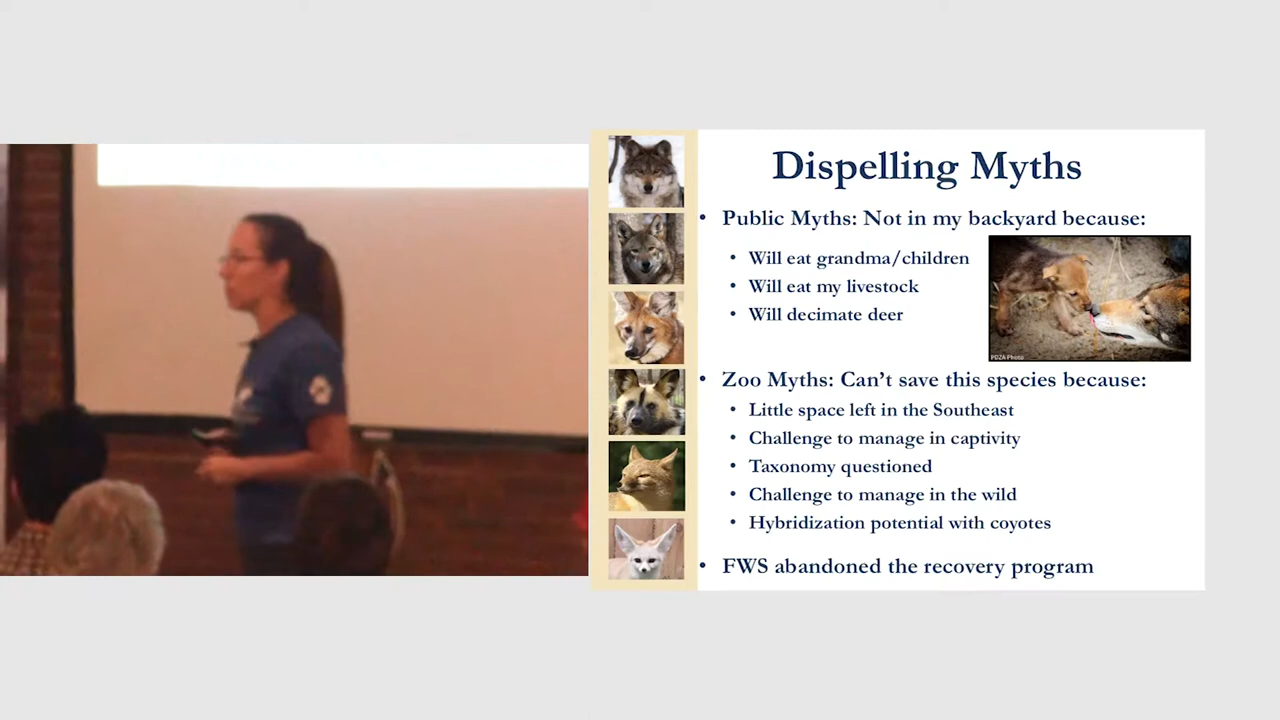 Dispelling Myths
• Public Myths: Not in my backyard because:
• Will eat grandma/children
• Will eat my livestock
• Will decimate deer
PDZA Photo
• Zoo Myths: Can't save this species because:
• Little space left in the Southeast
• Challenge to manage in captivity
• Taxonomy questioned
• Challenge to manage in the wild
• Hybridization potential with coyotes
• FWS abandoned the recovery program